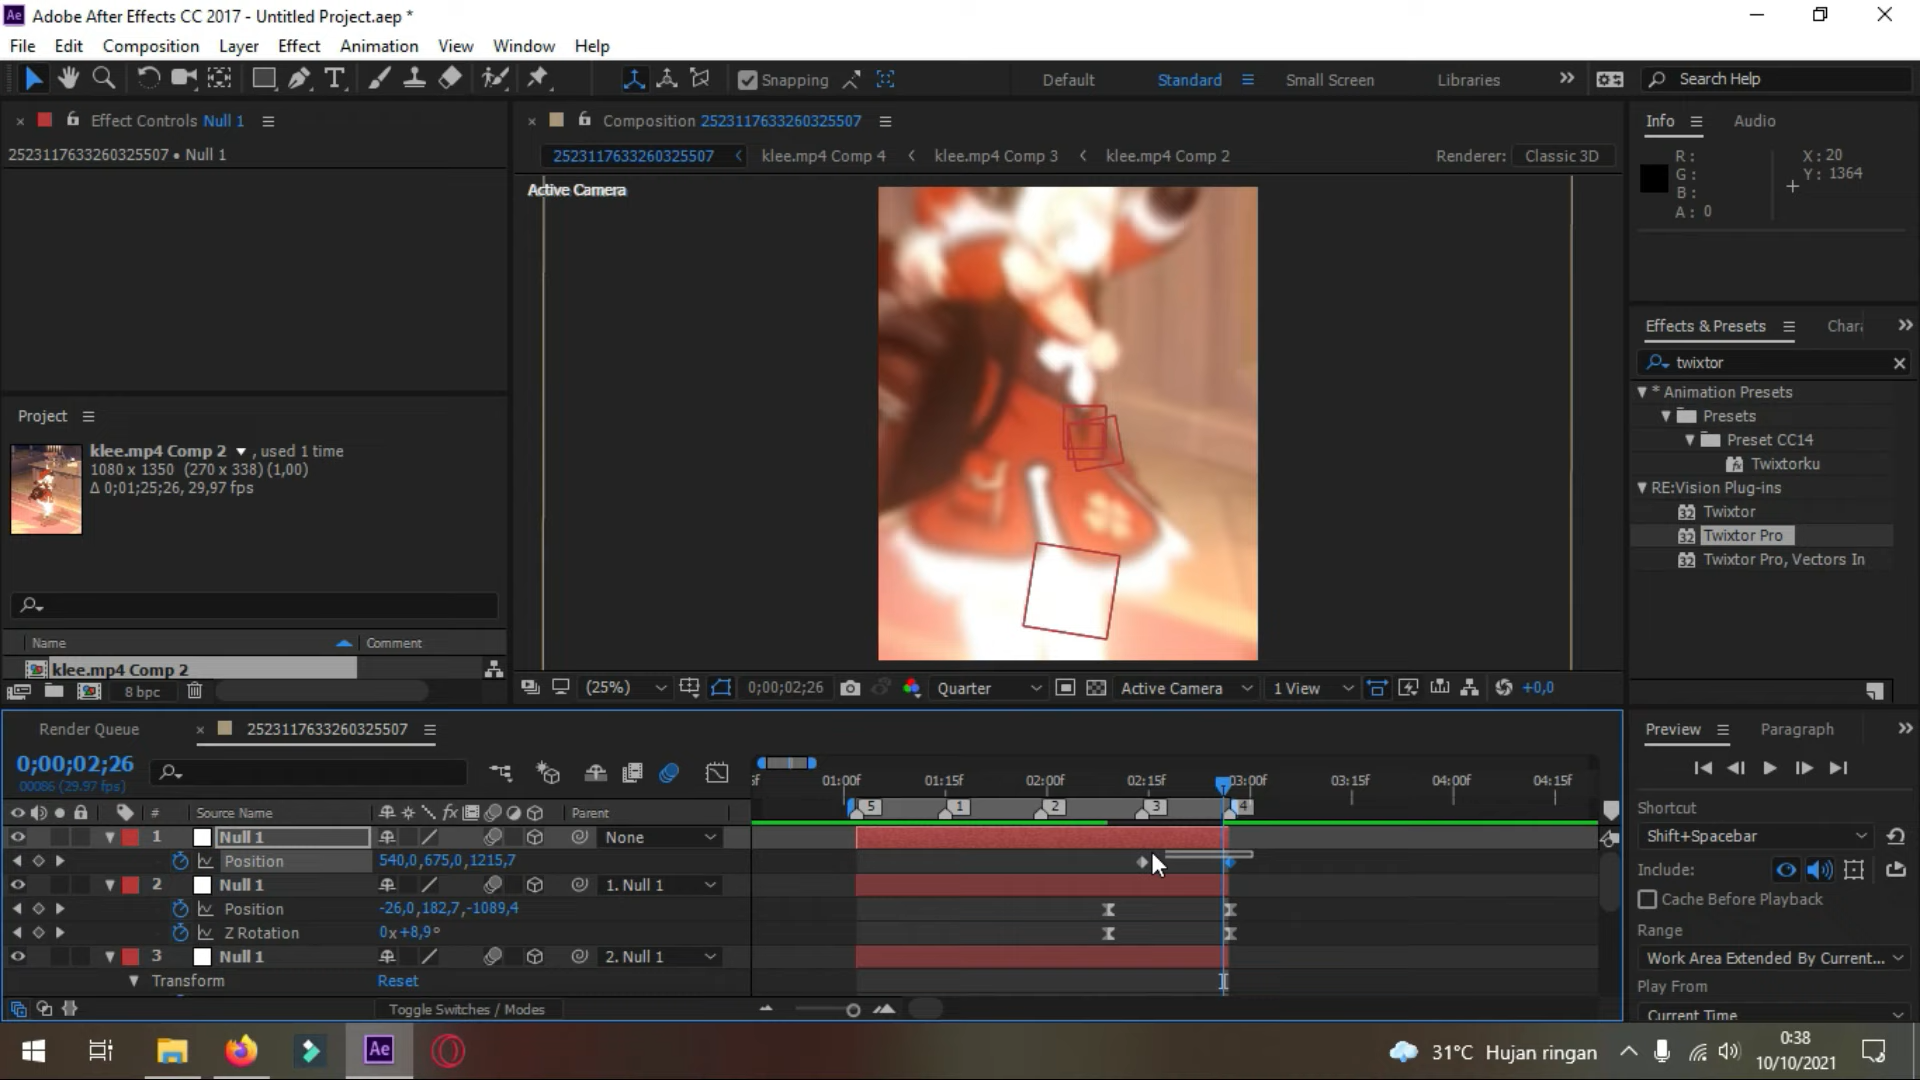 Ae Adobe After Effects CC 2017 - Untitled Project.aep *
File Edit Composition Layer Effect Animation View Window Help
Snapping Default Standard Small Screen Libraries Search Help
Effect Controls Null 1
2523117633260325507 • Null 1
Composition 2523117633260325507
2523117633260325507 klee.mp4 Comp 4 klee.mp4 Comp 3 klee.mp4 Comp 2 Renderer: Classic 3D
Active Camera
Info Audio
R: X: 20
G: Y: 1364
B:
A: 0
Project
klee.mp4 Comp 2 , used 1 time
1080 x 1350 (270 x 338) (1,00)
Δ 0;01;25;26, 29,97 fps
Name Comment
klee.mp4 Comp 2
8 bpc
Effects & Presets
twixtor
* Animation Presets
Presets
Preset CC14
Twixtorku
RE:Vision Plug-ins
32 Twixtor
32 Twixtor Pro
32 Twixtor Pro, Vectors In
(25%) 0;00;02;26 Quarter Active Camera 1 View +0,0
Render Queue 2523117633260325507
0;00;02;26
00086 (29.97 fps)
01:00f 01:15f 02:00f 02:15f 03:00f 03:15f 04:00f 04:15f
5 1 2 3 4
# Source Name fx Parent
1 Null 1 None
Position 540,0,675,0,1215,7
2 Null 1 1. Null 1
Position -26,0,182,7,-1089,4
Z Rotation 0x+8,9°
3 Null 1 2. Null 1
Transform Reset
Toggle Switches / Modes
Preview Paragraph
Shortcut
Shift+Spacebar
Include:
Cache Before Playback
Range
Work Area Extended By Current...
Play From
Current Time
Ae 31°C Hujan ringan 0:38
10/10/2021